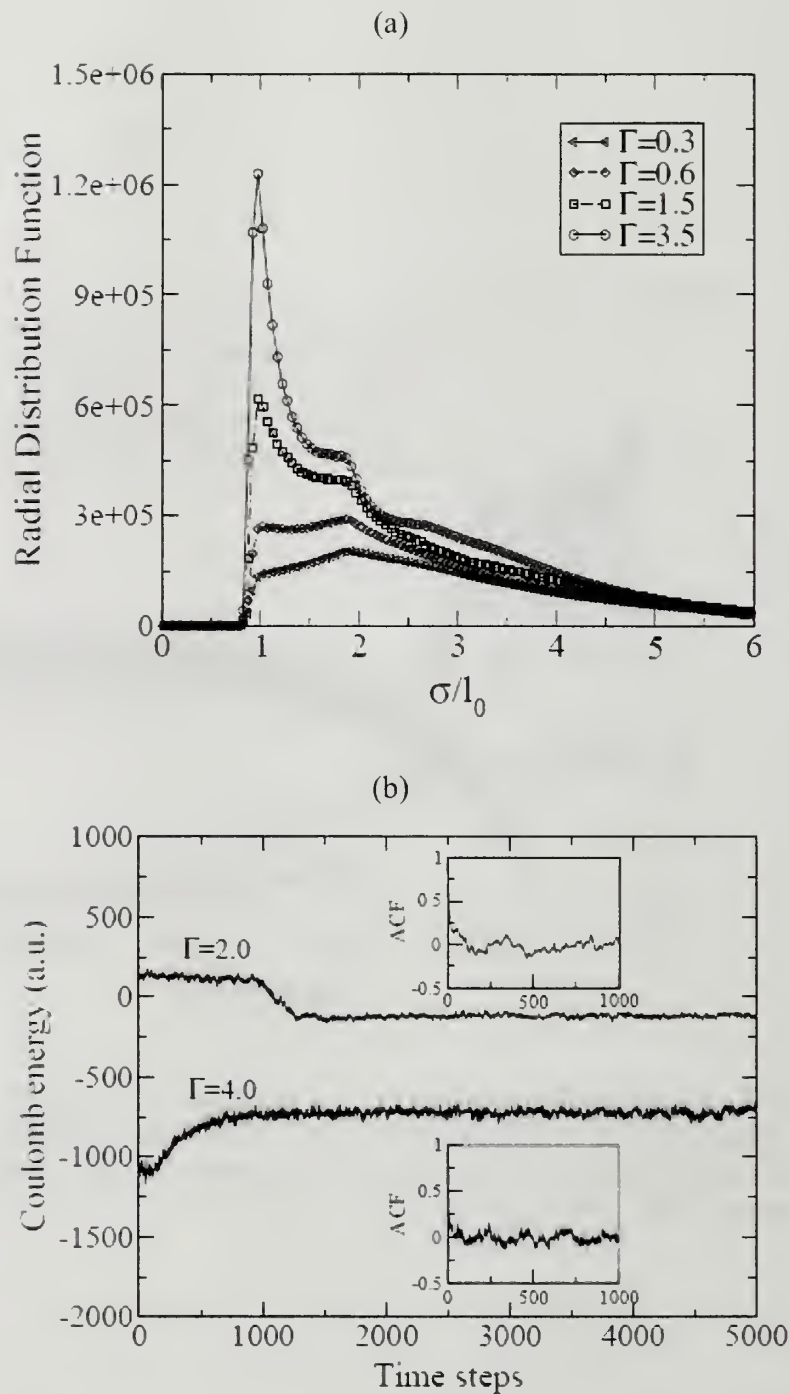 (a)
Radial Distribution Function
1.5e+06
1.2e+06
9e+05
6e+05
3e+05
0
Γ=0.3
Γ=0.6
Γ=1.5
Γ=3.5
0 1 2 3 4 5 6
σ/l₀
(b)
Coulomb energy (a.u.)
1000
500
0
-500
-1000
-1500
-2000
Γ=2.0
Γ=4.0
ACF
1
0.5
0
-0.5
0 500 1000
ACF
1
0.5
0
-0.5
0 500 1000
0 1000 2000 3000 4000 5000
Time steps